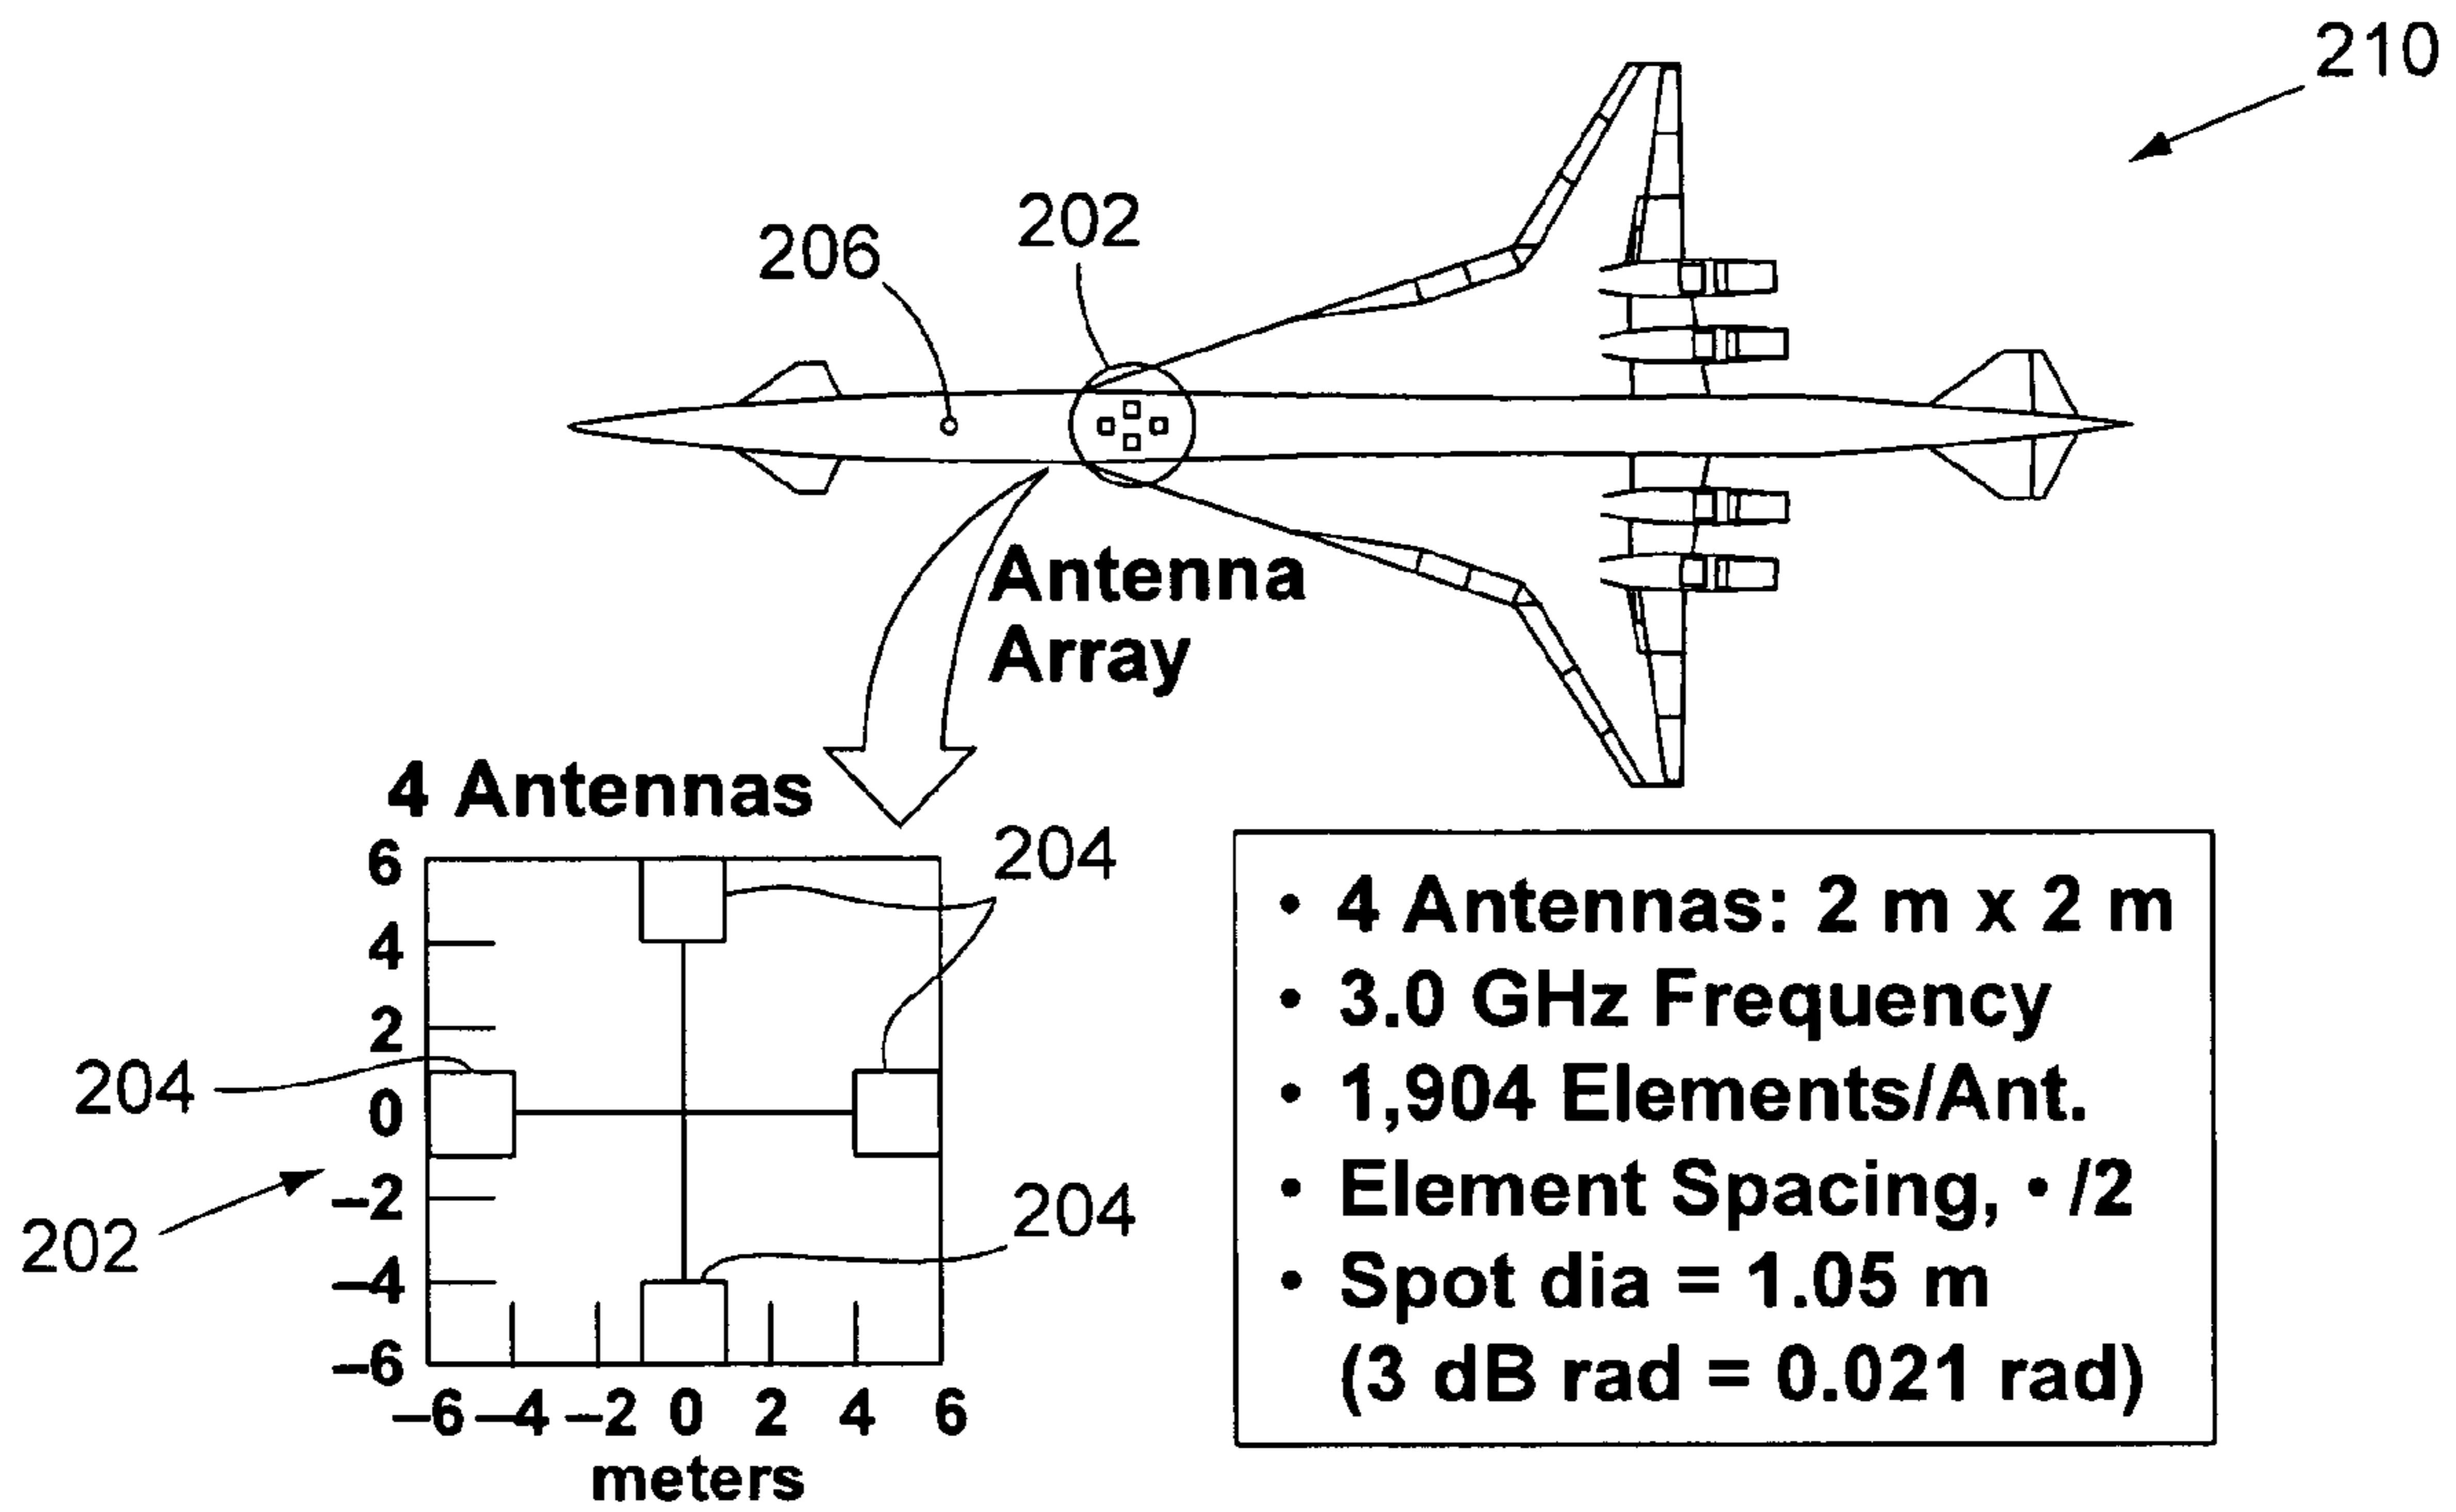 210
202
206
Antenna
Array
4 Antennas
204
6
4
2
0
–2
–4
–6
204
202
204
–6 –4 –2 0 2 4 6
meters
• 4 Antennas: 2 m x 2 m
• 3.0 GHz Frequency
• 1,904 Elements/Ant.
• Element Spacing, • /2
• Spot dia = 1.05 m
(3 dB rad = 0.021 rad)